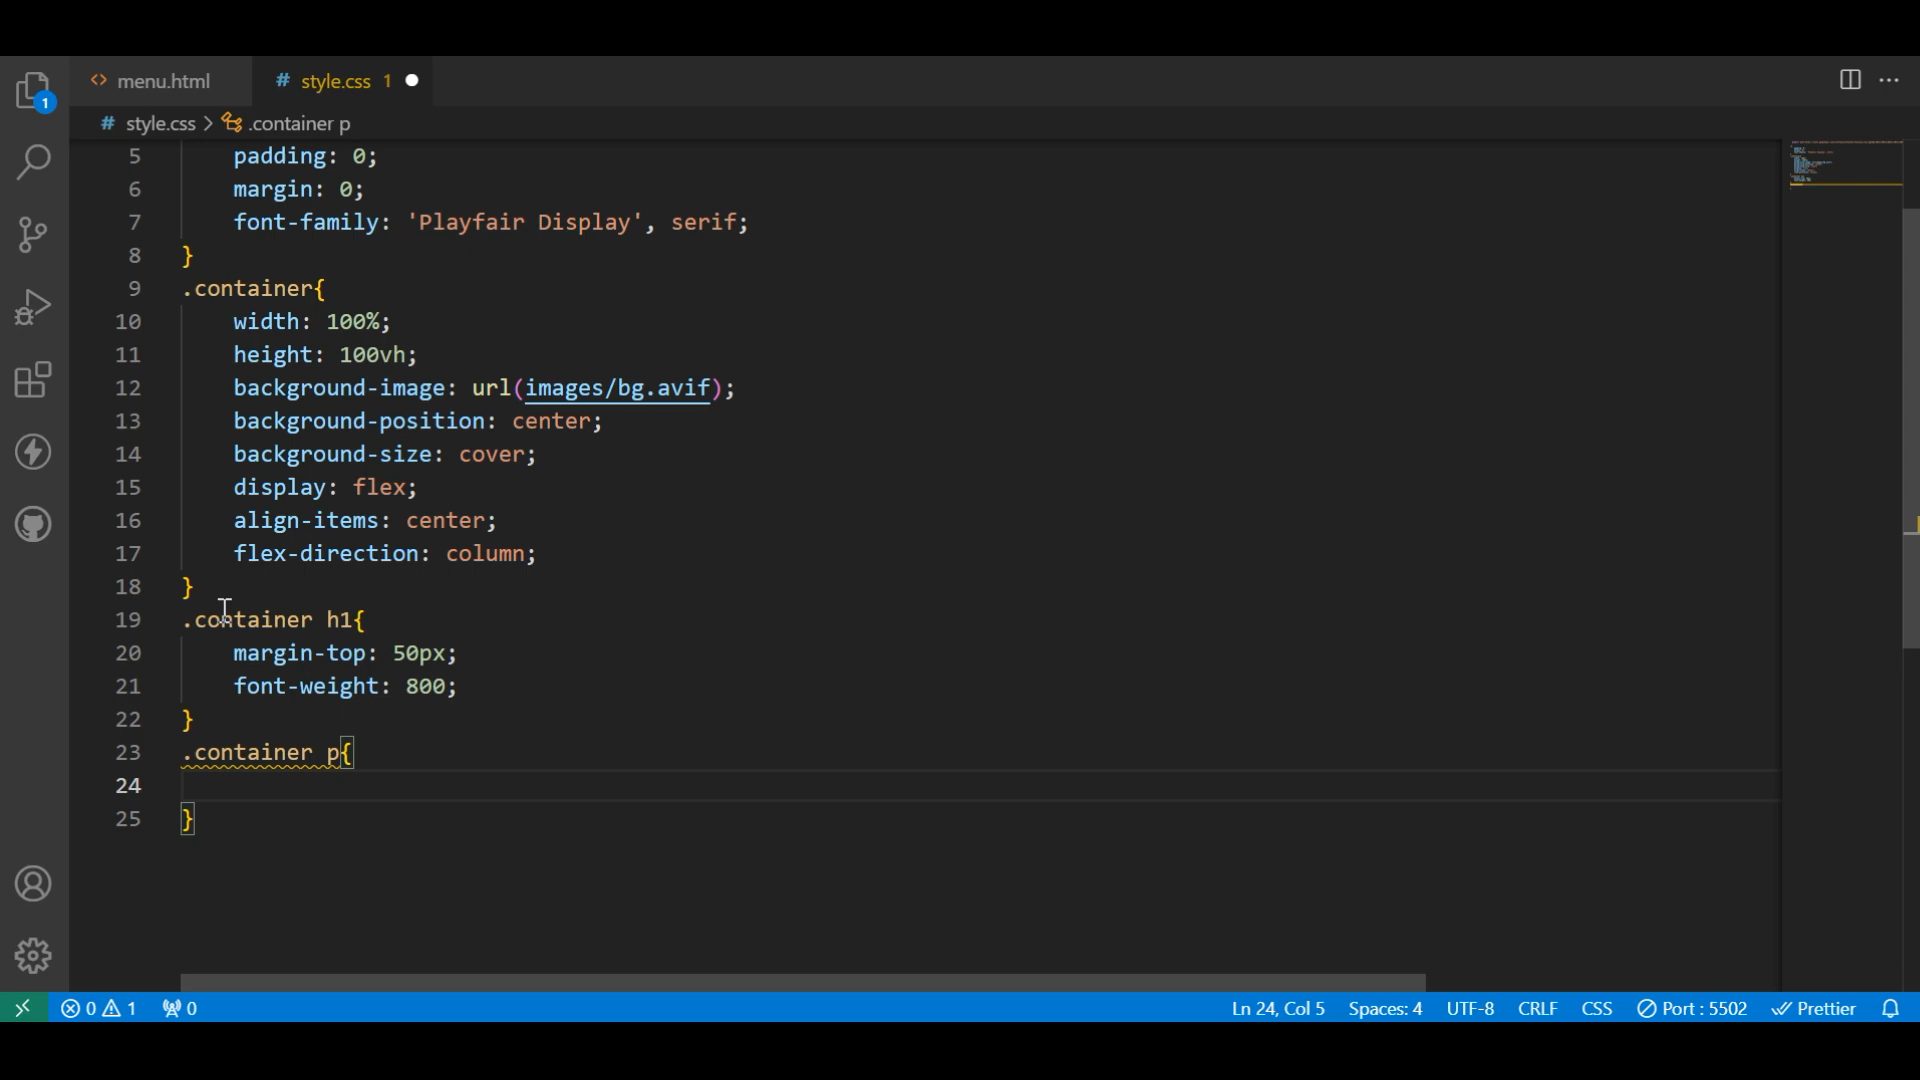 1
menu.html
# style.css 1
# style.css > .container p
5 padding: 0;
6 margin: 0;
7 font-family: 'Playfair Display', serif;
8 }
9 .container{
10 width: 100%;
11 height: 100vh;
12 background-image: url(images/bg.avif);
13 background-position: center;
14 background-size: cover;
15 display: flex;
16 align-items: center;
17 flex-direction: column;
18 }
19 .container h1{
20 margin-top: 50px;
21 font-weight: 800;
22 }
23 .container p{
24
25 }
0 1 0 Ln 24, Col 5 Spaces: 4 UTF-8 CRLF CSS Port : 5502 Prettier